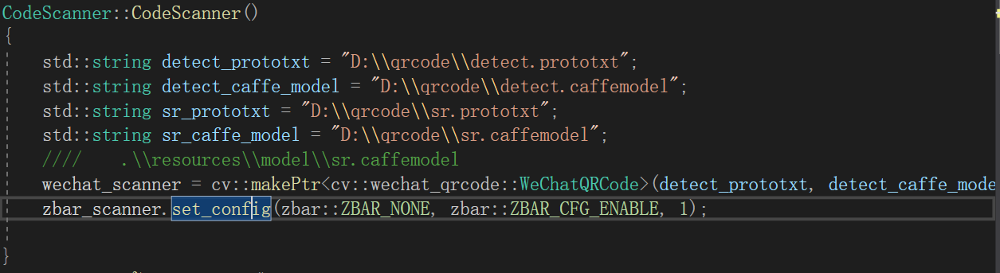 CodeScanner::CodeScanner()
{
    std::string detect_prototxt = "D:\\qrcode\\detect.prototxt";
    std::string detect_caffe_model = "D:\\qrcode\\detect.caffemodel";
    std::string sr_prototxt = "D:\\qrcode\\sr.prototxt";
    std::string sr_caffe_model = "D:\\qrcode\\sr.caffemodel";
    ////   .\\resources\\model\\sr.caffemodel
    wechat_scanner = cv::makePtr<cv::wechat_qrcode::WeChatQRCode>(detect_prototxt, detect_caffe_mode
    zbar_scanner.set_config(zbar::ZBAR_NONE, zbar::ZBAR_CFG_ENABLE, 1);
}